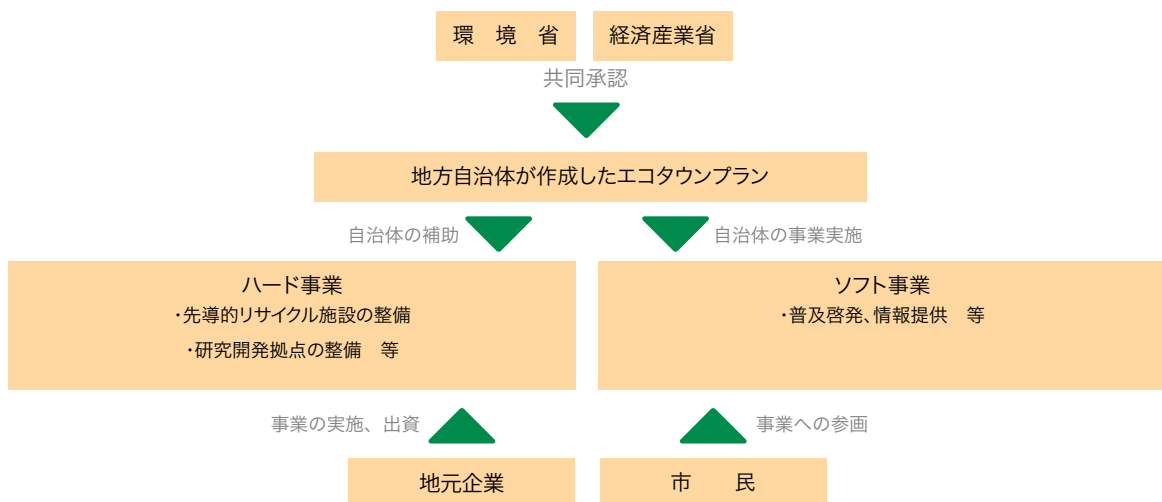 環　境　省
経済産業省
共同承認
地方自治体が作成したエコタウンプラン
自治体の補助
自治体の事業実施
ハード事業
・先導的リサイクル施設の整備
・研究開発拠点の整備　等
ソフト事業
・普及啓発、情報提供　等
事業の実施、出資
事業への参画
地元企業
市　　民